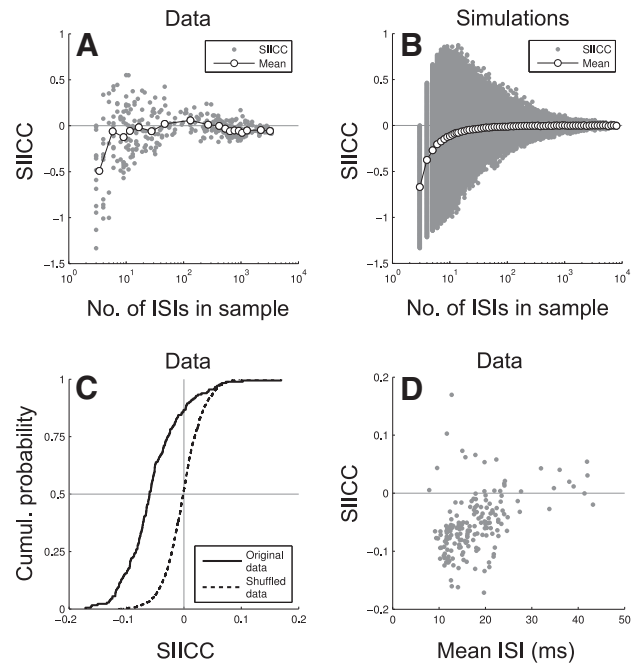 Data
Simulations
A
B
SIICC
Mean
SIICC
Mean
1
0.5
0
−0.5
−1
−1.5
SIICC
1
0.5
0
−0.5
−1
−1.5
SIICC
10^0 10^1 10^2 10^3 10^4
10^0 10^1 10^2 10^3 10^4
No. of ISIs in sample
No. of ISIs in sample
Data
Data
C
D
1
0.75
0.5
0.25
0
Cumul. probability
Original data
Shuffled data
−0.2 −0.1 0 0.1 0.2
SIICC
0.2
0.1
0
−0.1
−0.2
SIICC
0 10 20 30 40 50
Mean ISI (ms)